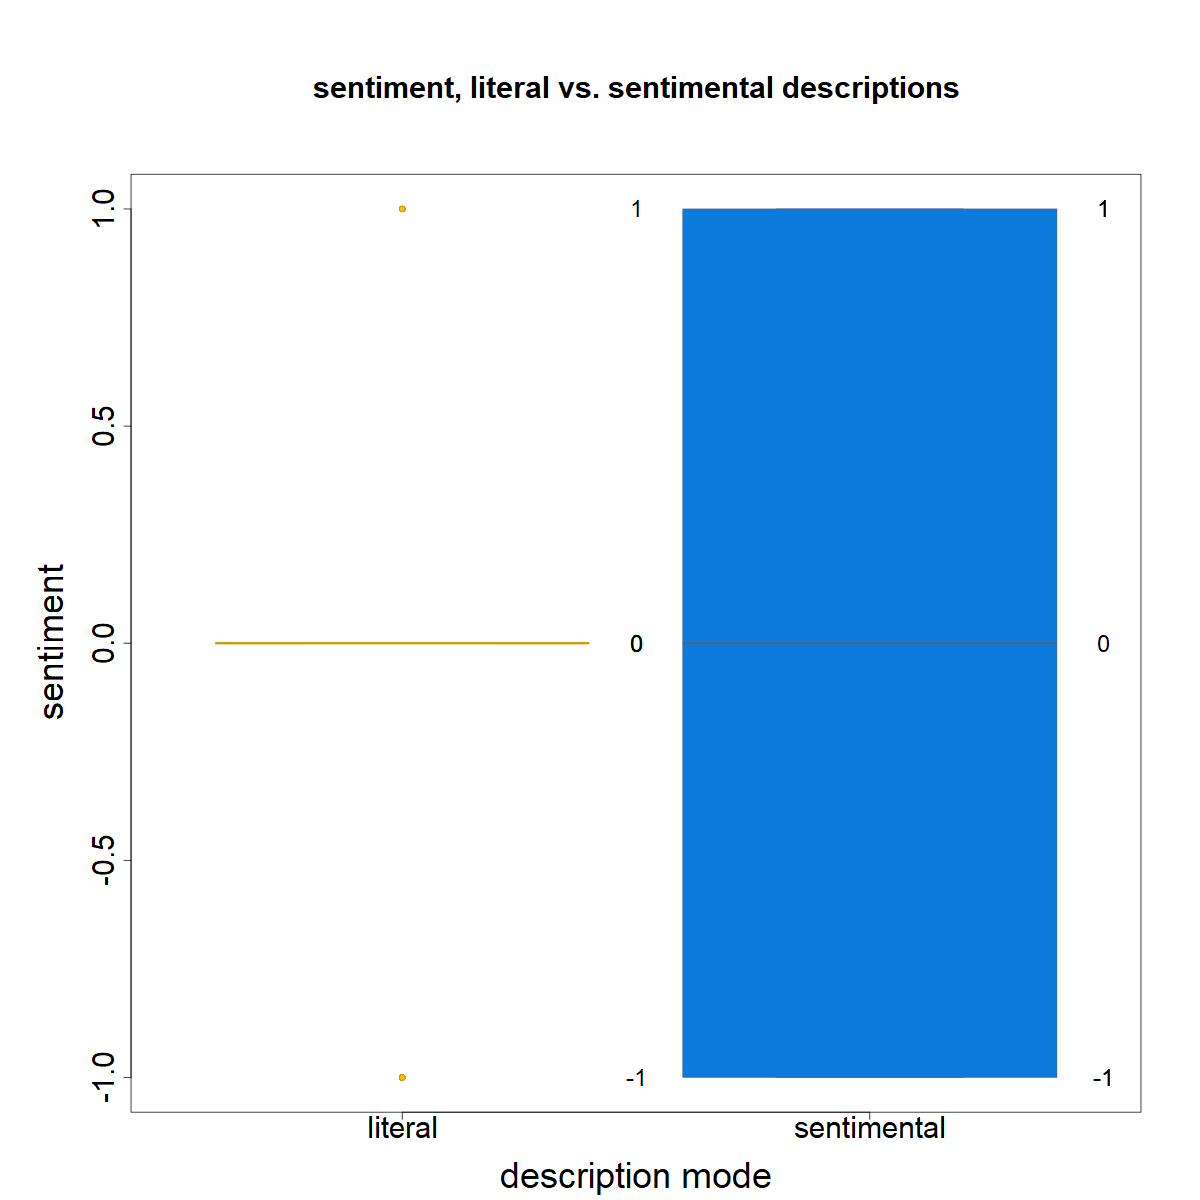 sentiment, literal vs. sentimental descriptions
1.0
1
1
0.5
sentiment
0.0
0
0
-0.5
-1.0
-1
-1
literal
sentimental
description mode